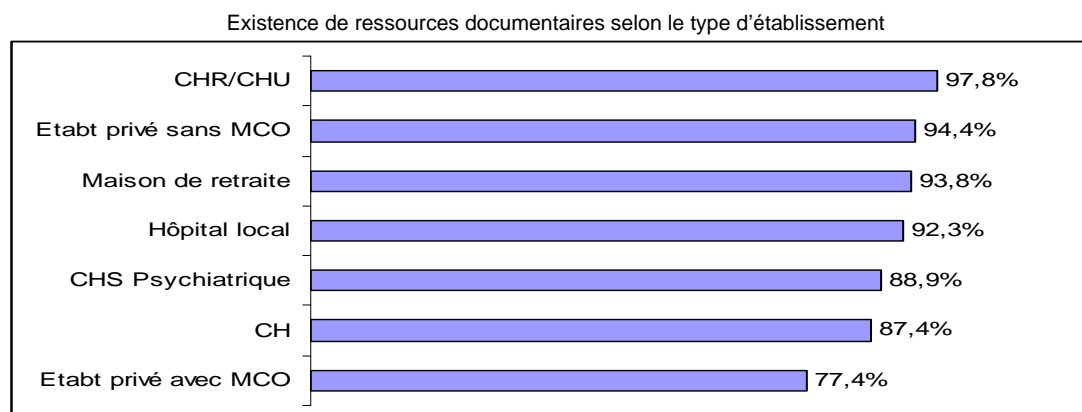 Existence de ressources documentaires selon le type d'établissement
CHR/CHU 97,8%
Etabt privé sans MCO 94,4%
Maison de retraite 93,8%
Hôpital local 92,3%
CHS Psychiatrique 88,9%
CH 87,4%
Etabt privé avec MCO 77,4%